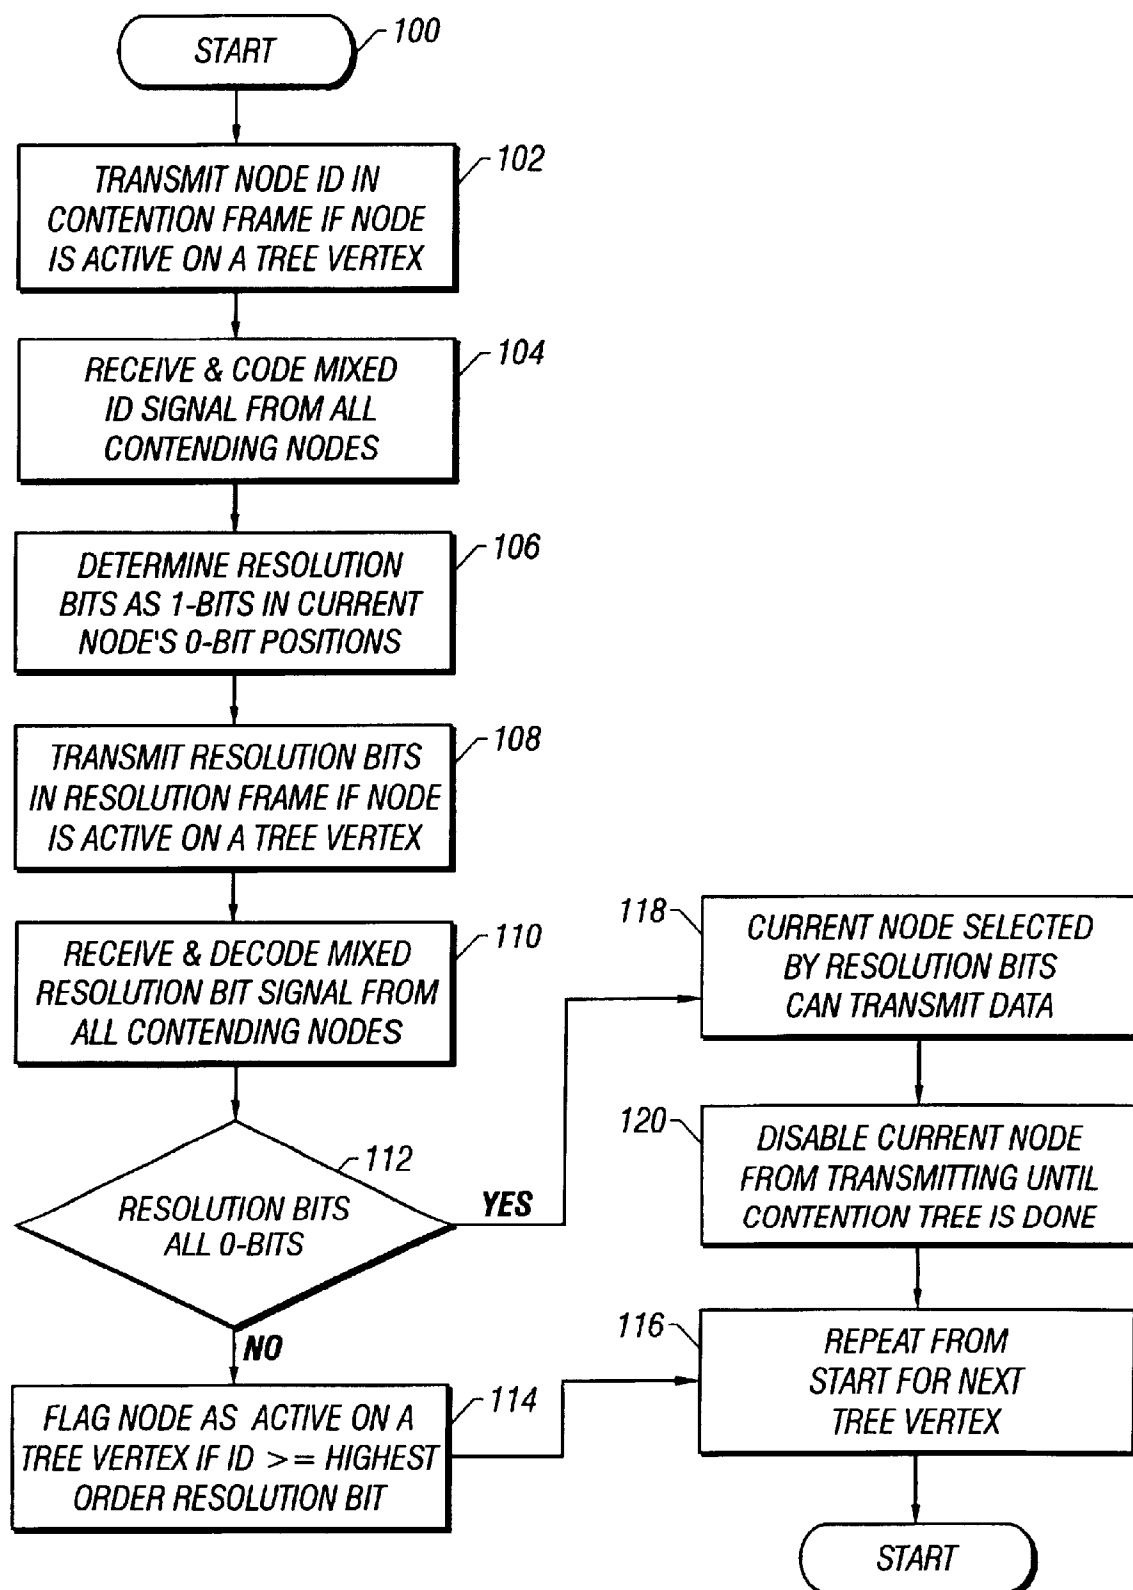 START
100
TRANSMIT NODE ID IN
CONTENTION FRAME IF NODE
IS ACTIVE ON A TREE VERTEX
102
RECEIVE & CODE MIXED
ID SIGNAL FROM ALL
CONTENDING NODES
104
DETERMINE RESOLUTION
BITS AS 1-BITS IN CURRENT
NODE'S 0-BIT POSITIONS
106
TRANSMIT RESOLUTION BITS
IN RESOLUTION FRAME IF NODE
IS ACTIVE ON A TREE VERTEX
108
RECEIVE & DECODE MIXED
RESOLUTION BIT SIGNAL FROM
ALL CONTENDING NODES
110
RESOLUTION BITS
ALL 0-BITS
112
YES
NO
FLAG NODE AS ACTIVE ON A
TREE VERTEX IF ID >= HIGHEST
ORDER RESOLUTION BIT
114
118
CURRENT NODE SELECTED
BY RESOLUTION BITS
CAN TRANSMIT DATA
120
DISABLE CURRENT NODE
FROM TRANSMITTING UNTIL
CONTENTION TREE IS DONE
116
REPEAT FROM
START FOR NEXT
TREE VERTEX
START